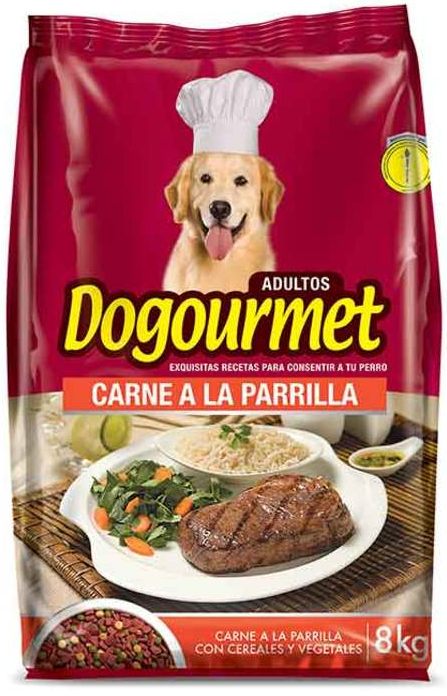 ADULTOS
Dogourmet
EXQUISITAS RECETAS PARA CONSENTIR A TU PERRO
CARNE A LA PARRILLA
CARNE A LA PARRILLA
CON CEREALES Y VEGETALES
8kg